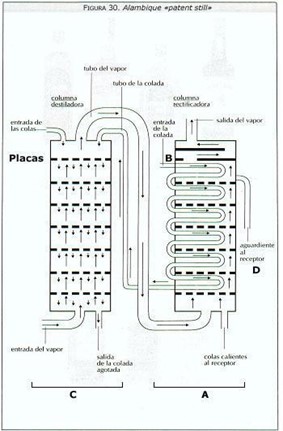 FIGURA 30. Alambique «patent still»
tubo del vapor
tubo de la colada
columna
destiladora
columna
rectificadora
entrada de
las colas
entrada
de la
colada
salida del vapor
Placas
B
aguardiente
al
receptor
D
entrada del vapor
salida
de la colada
agotada
colas calientes
al receptor
C
A